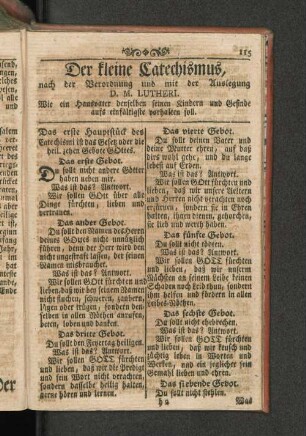 115
Der kleine Catechismus,
nach der Verordnung und mit der Auslegung
D. M. LUTHERI.
Wie ein Hausvater denselben seinen Kindern und Gesinde
aufs einfältigste vorhalten soll.
Das erste Hauptstück des
Catechismi ist das Gesetz oder die
heil. zehen Gebote GOttes.
Das erste Gebot.
Du sollt nicht andere Götter
haben neben mir.
Was ist das? Antwort.
Wir sollen GOtt über alle
Dinge fürchten, lieben und
vertrauen.
Das ander Gebot.
Du sollt den Namen des HErrn
deines GOttes nicht unnützlich
führen, denn der HErr wird den
nicht ungestraft lassen, der seinen
Namen mißbrauchet.
Was ist das? Antwort.
Wir sollen GOtt fürchten und
lieben, daß wir bey seinem Namen
nicht fluchen, schweren, zaubern,
lügen oder trügen, sondern den-
selben in allen Nöthen anrufen,
beten, loben und danken.
Das dritte Gebot.
Du sollt den Feyertag heiligen.
Was ist das? Antwort.
Wir sollen GOTT fürchten
und lieben, daß wir die Predigt
und sein Wort nicht verachten,
sondern dasselbe heilig halten,
gerne hören und lernen.
Das vierte Gebot.
Du sollt dein Vater und deine
Mutter ehren, auf daß
dirs wohl gehe, und du lange
lebest auf Erden.
Was ist das? Antwort.
Wir sollen GOtt fürchten und
lieben, daß wir unsere Aeltern
und Herren nicht verachten noch
erzürnen, sondern sie in Ehren
halten, ihnen dienen, gehorchen,
sie lieb und werth haben.
Das fünfte Gebot.
Du sollt nicht tödten.
Was ist das? Antwort.
Wir sollen GOTT fürchten
und lieben, daß wir unserm
Nächsten an seinem Leibe keinen
Schaden noch Leid thun, sondern
ihm helfen und fördern in allen
Leibes-Nöthen.
Das sechste Gebot.
Du sollt nicht ehebrechen.
Was ist das? Antwort.
Wir sollen GOTT fürchten
und lieben, daß wir keusch und
züchtig leben in Worten und
Werken, und ein jeglicher sein
Gemahl lieben und ehren.
Das siebende Gebot.
Du sollt nicht stehlen.
Was